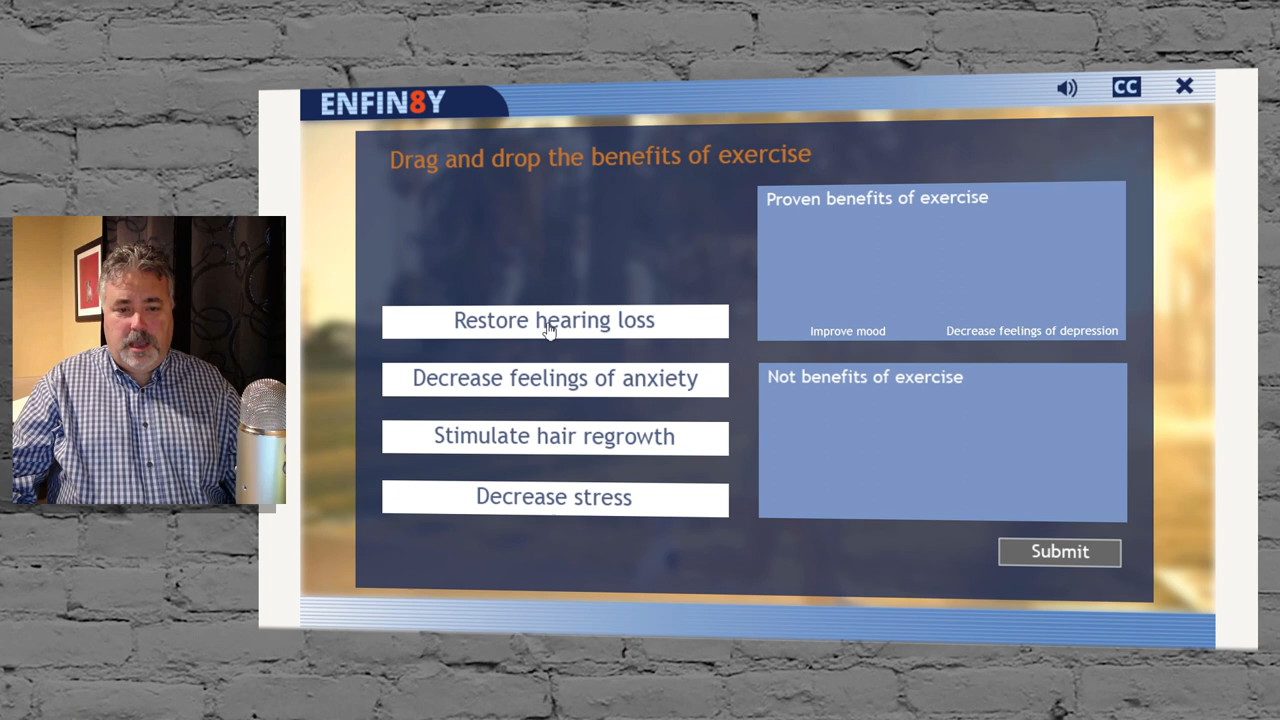 ENFIN8Y
CC
Drag and drop the benefits of exercise
Proven benefits of exercise
Restore hearing loss
Improve mood
Decrease feelings of depression
Decrease feelings of anxiety
Not benefits of exercise
Stimulate hair regrowth
Decrease stress
Submit